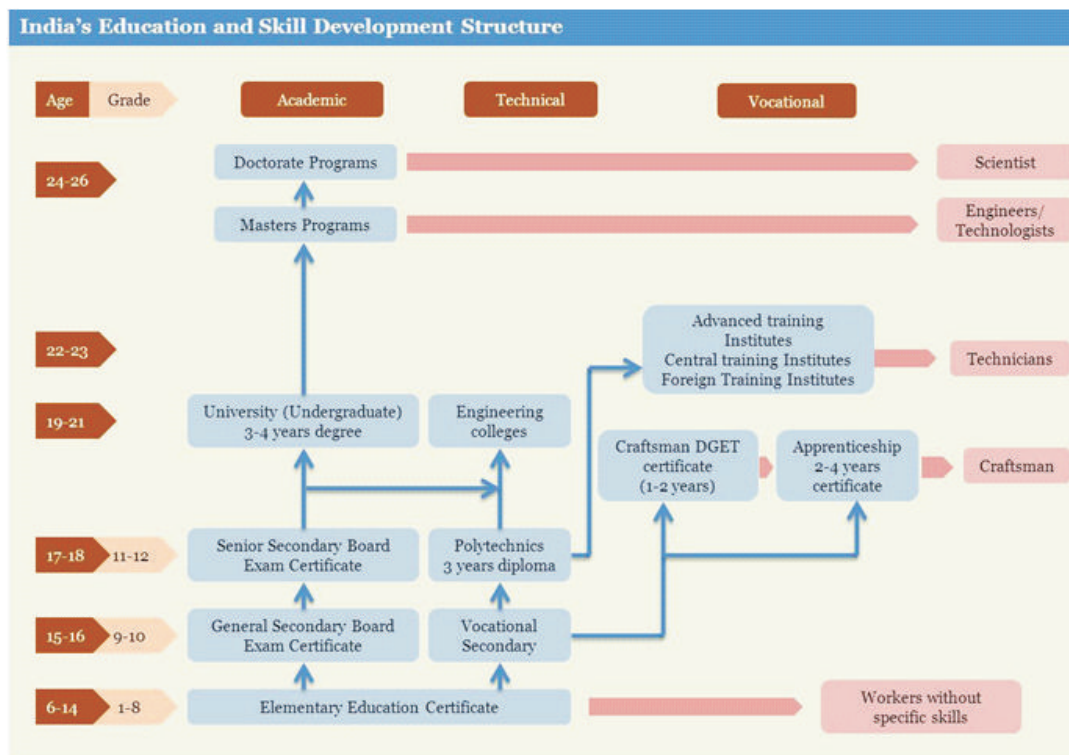 India's Education and Skill Development Structure
Age
Grade
Academic
Technical
Vocational
24-26
Doctorate Programs
Scientist
Masters Programs
Engineers/
Technologists
22-23
Advanced training
Institutes
Central training Institutes
Foreign Training Institutes
Technicians
19-21
University (Undergraduate)
3-4 years degree
Engineering
colleges
Craftsman DGET
certificate
(1-2 years)
Apprenticeship
2-4 years
certificate
Craftsman
17-18
11-12
Senior Secondary Board
Exam Certificate
Polytechnics
3 years diploma
15-16
9-10
General Secondary Board
Exam Certificate
Vocational
Secondary
6-14
1-8
Elementary Education Certificate
Workers without
specific skills